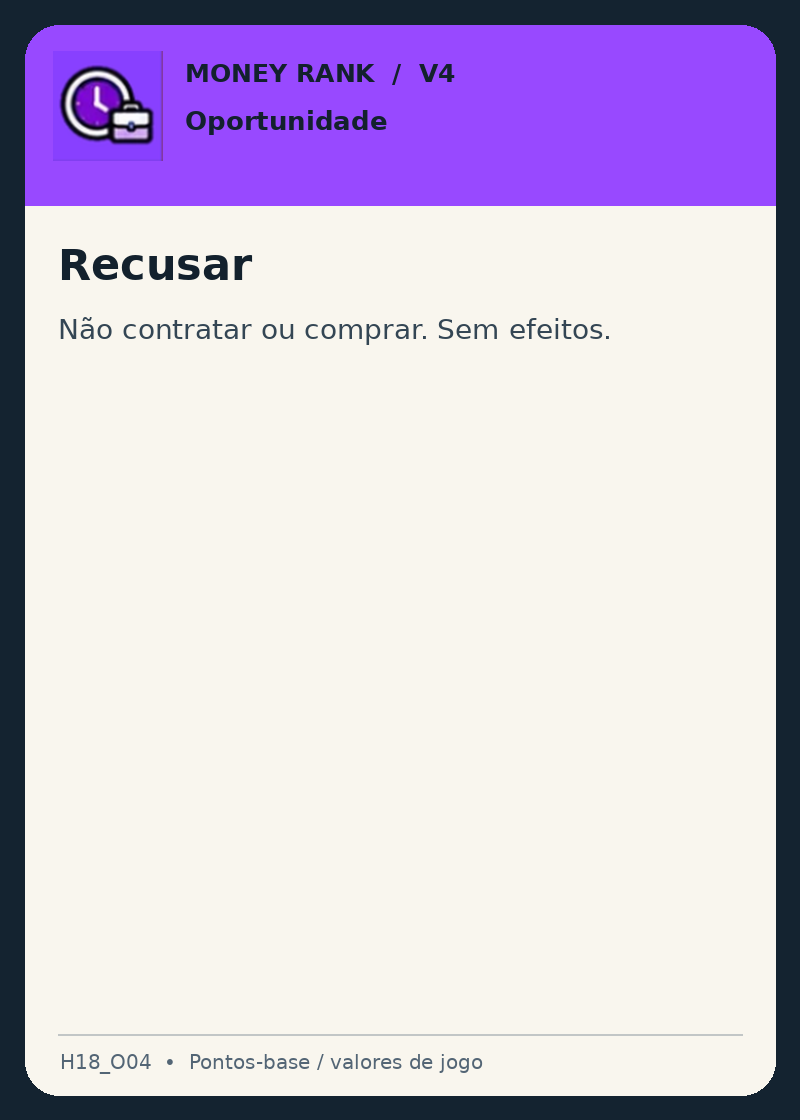 MONEY RANK / V4
Oportunidade
Recusar
Não contratar ou comprar. Sem efeitos.
H18_O04 • Pontos-base / valores de jogo